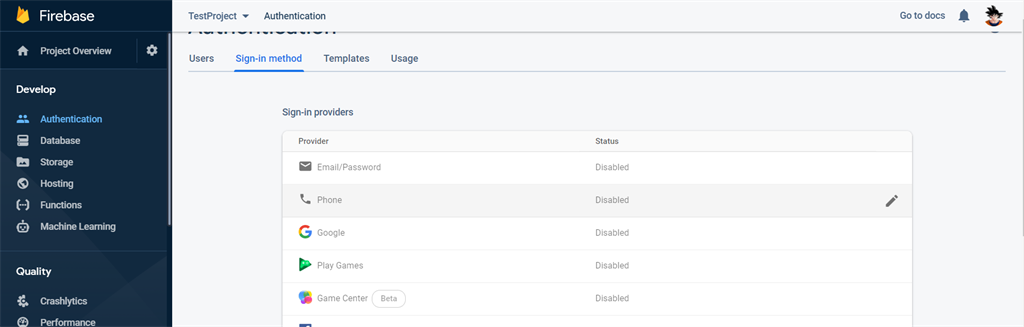 Firebase
TestProject
Authentication
Go to docs
Authentication
Project Overview
Users
Sign-in method
Templates
Usage
Develop
Authentication
Database
Storage
Hosting
Functions
Machine Learning
Quality
Crashlytics
Performance
Sign-in providers
Provider Status
Email/Password Disabled
Phone Disabled
Google Disabled
Play Games Disabled
Game Center Beta Disabled